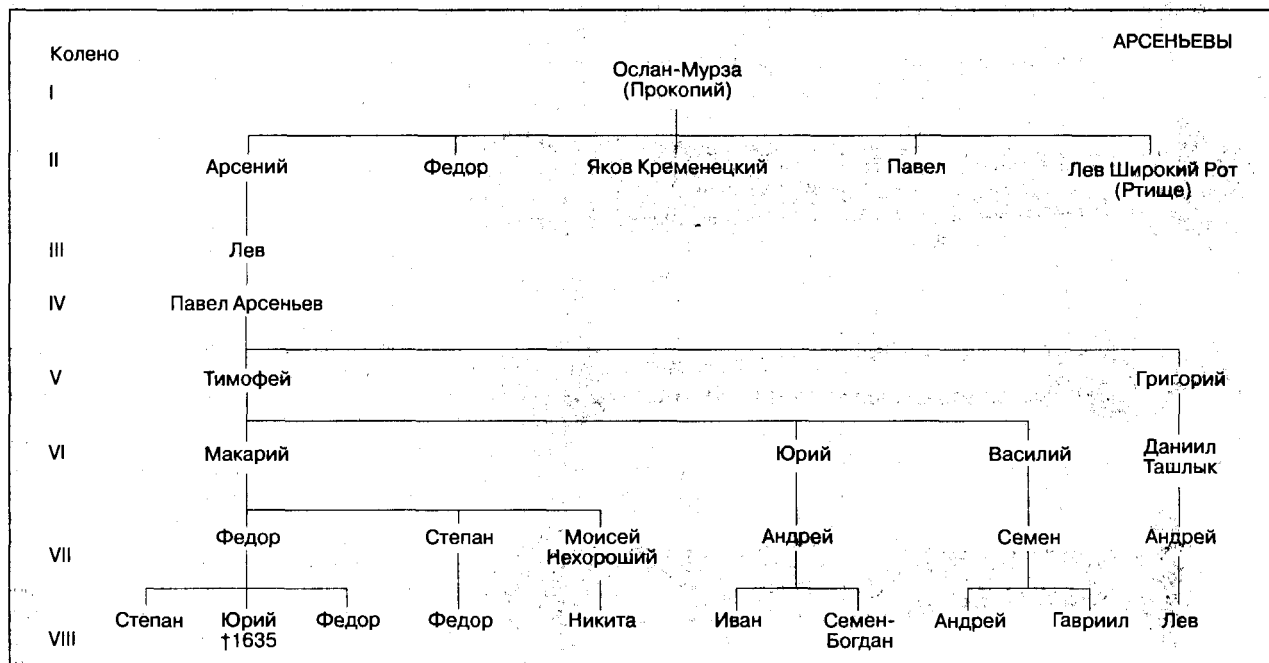 АРСЕНЬЕВЫ
Колено
Ослан-Мурза
(Прокопий)
I
II
Арсений
Федор
Яков Кременецкий
Павел
Лев Широкий Рот
(Ртище)
III
Лев
IV
Павел Арсеньев
V
Тимофей
Григорий
VI
Макарий
Юрий
Василий
Даниил
Ташлык
VII
Федор
Степан
Моисей
Нехороший
Андрей
Семен
Андрей
VIII
Степан
Юрий
†1635
Федор
Федор
Никита
Иван
Семен-
Богдан
Андрей
Гавриил
Лев